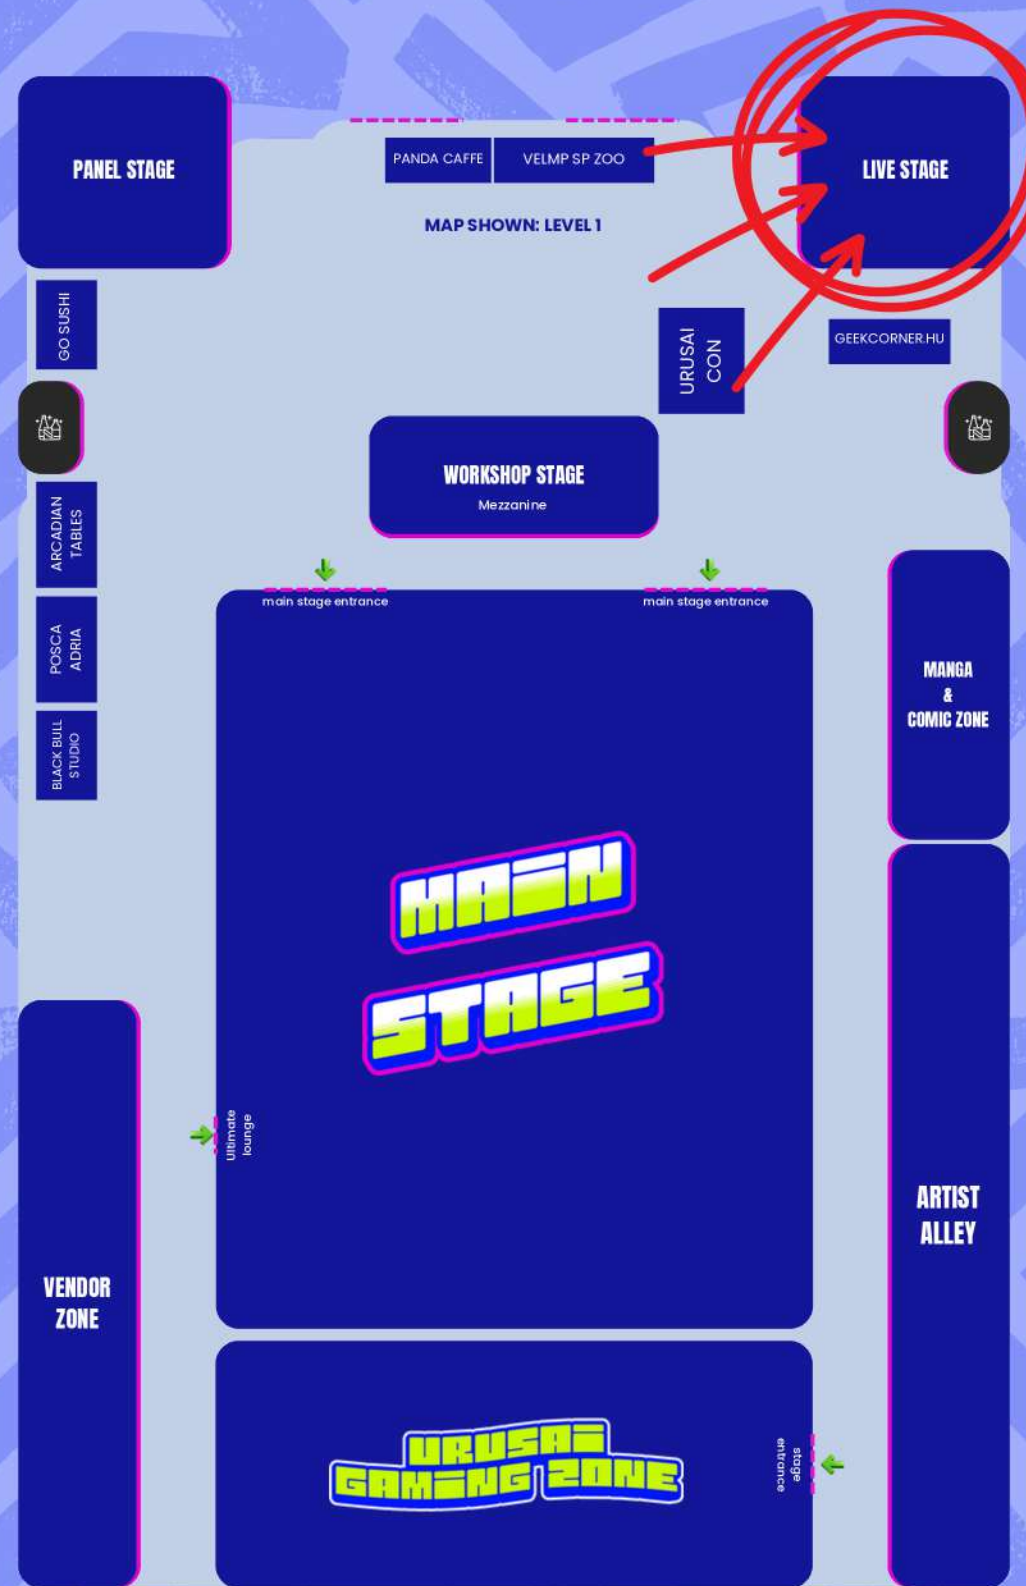 PANEL STAGE
PANDA CAFFE
VELMP SP ZOO
LIVE STAGE
MAP SHOWN: LEVEL 1
GO SUSHI
URUSAI
CON
GEEKCORNER.HU
WORKSHOP STAGE
Mezzanine
ARCADIAN
TABLES
main stage entrance
main stage entrance
POSCA
ADRIA
MANGA
&
COMIC ZONE
BLACK BULL
STUDIO
MAIN
STAGE
Ultimate
lounge
ARTIST
ALLEY
VENDOR
ZONE
URUSAI
GAMING ZONE
stage
entrance